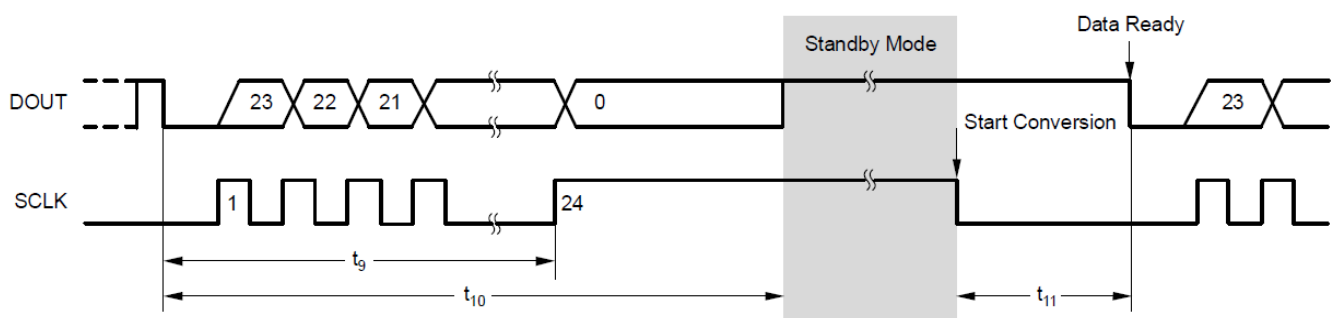 Data Ready
Standby Mode
DOUT 23 22 21 0 23
Start Conversion
SCLK 1 24
t9
t10 t11